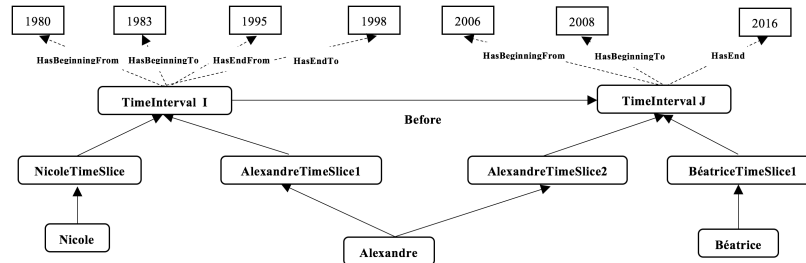 1980
1983
1995
1998
2006
2008
2016
HasBeginningFrom
HasBeginningTo
HasEndFrom
HasEndTo
HasBeginningFrom
HasBeginningTo
HasEnd
TimeInterval I
TimeInterval J
Before
NicoleTimeSlice
AlexandreTimeSlice1
AlexandreTimeSlice2
BéatriceTimeSlice1
Nicole
Alexandre
Béatrice